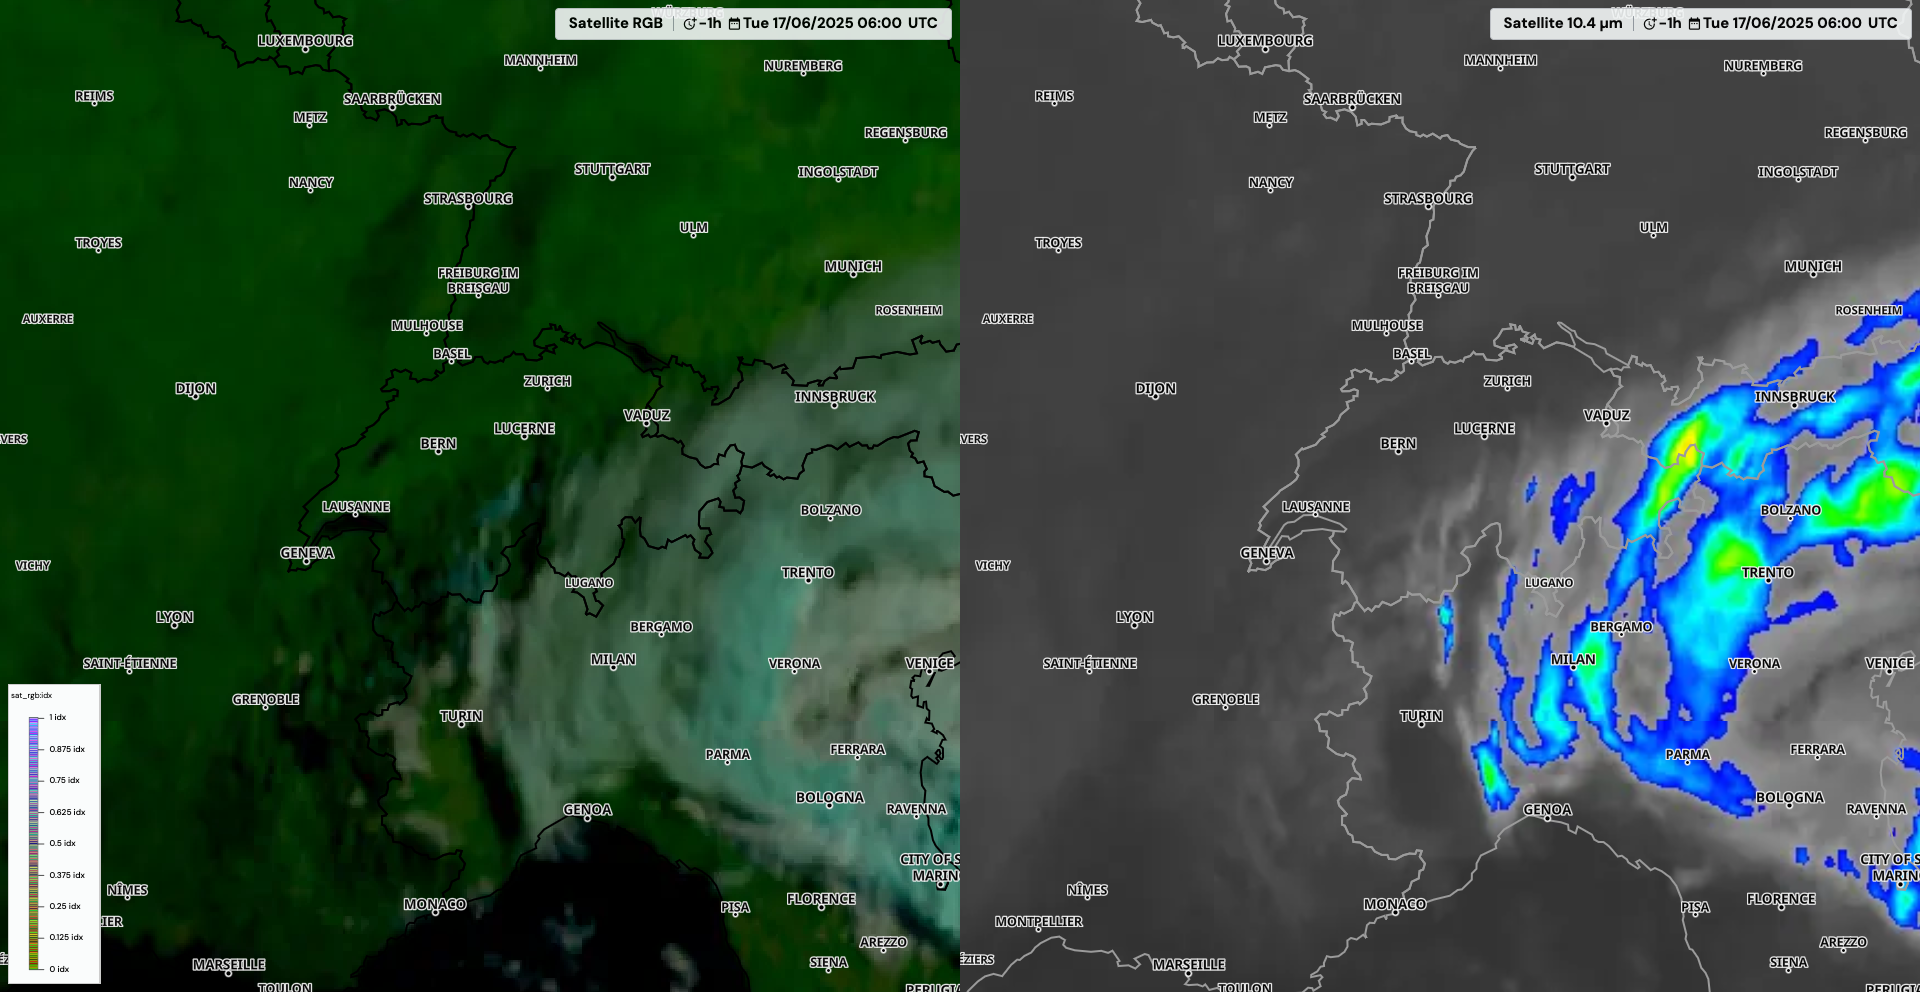 WÜRZBURG
Satellite RGB -1h Tue 17/06/2025 06:00 UTC
LUXEMBOURG
MANNHEIM
NUREMBERG
REIMS
SAARBRÜCKEN
METZ
REGENSBURG
STUTTGART
INGOLSTADT
NANCY
STRASBOURG
ULM
TROYES
MUNICH
FREIBURG IM
BREISGAU
ROSENHEIM
AUXERRE
MULHOUSE
BASEL
ZURICH
DIJON
INNSBRUCK
VADUZ
LUCERNE
VERS
BERN
LAUSANNE
BOLZANO
GENEVA
VICHY
TRENTO
LUGANO
LYON
BERGAMO
MILAN
SAINT-ÉTIENNE
VERONA
VENICE
GRENOBLE
TURIN
PARMA
FERRARA
BOLOGNA
GENOA
RAVENNA
CITY OF S
MARIN
NÎMES
FLORENCE
MONACO
PISA
IER
AREZZO
SIENA
MARSEILLE
TOULON
PERUGIA
sat_rgb:idx
1 idx
0.875 idx
0.75 idx
0.625 idx
0.5 idx
0.375 idx
0.25 idx
0.125 idx
0 idx
WÜRZBURG
Satellite 10.4 µm -1h Tue 17/06/2025 06:00 UTC
LUXEMBOURG
MANNHEIM
NUREMBERG
REIMS
SAARBRÜCKEN
METZ
REGENSBURG
STUTTGART
INGOLSTADT
NANCY
STRASBOURG
ULM
TROYES
MUNICH
FREIBURG IM
BREISGAU
ROSENHEIM
AUXERRE
MULHOUSE
BASEL
ZURICH
DIJON
INNSBRUCK
VADUZ
LUCERNE
VERS
BERN
LAUSANNE
BOLZANO
GENEVA
VICHY
TRENTO
LUGANO
LYON
BERGAMO
MILAN
SAINT-ÉTIENNE
VERONA
VENICE
GRENOBLE
TURIN
PARMA
FERRARA
BOLOGNA
GENOA
RAVENNA
CITY OF S
MARIN
NÎMES
FLORENCE
MONACO
PISA
MONTPELLIER
AREZZO
ÉZIERS
SIENA
MARSEILLE
TOULON
PERUGIA